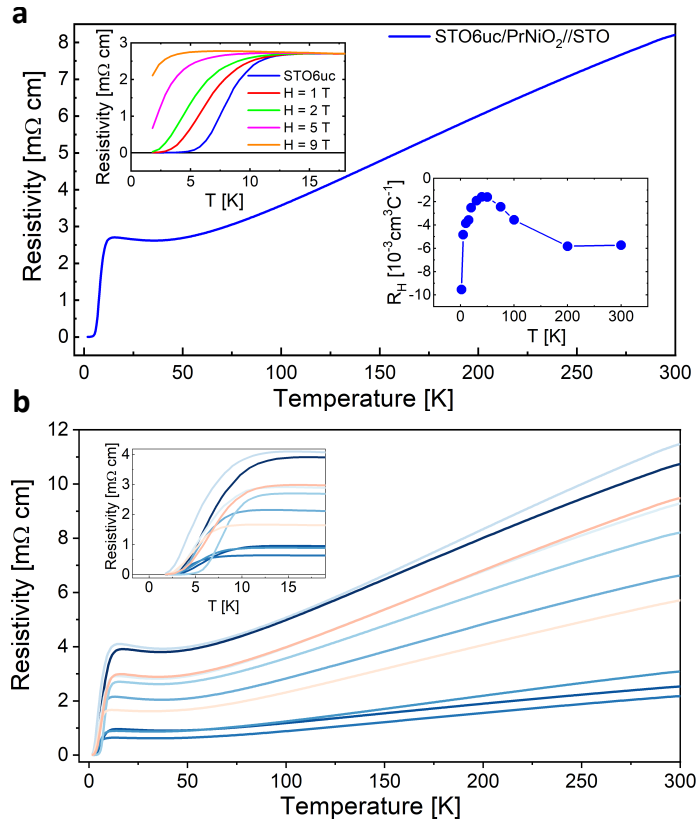 a
STO6uc/PrNiO₂//STO
Resistivity [mΩ cm]
8
7
6
5
4
3
2
1
0
0 50 100 150 200 250 300
Temperature [K]
Resistivity [mΩ cm]
3
2
1
0
0 5 10 15
T [K]
STO6uc
H = 1 T
H = 2 T
H = 5 T
H = 9 T
R_H [10⁻³cm³C⁻¹]
0
-2
-4
-6
-8
-10
0 100 200 300
T [K]
b
Resistivity [mΩ cm]
12
10
8
6
4
2
0
0 50 100 150 200 250 300
Temperature [K]
Resistivity [mΩ cm]
4
3
2
1
0
0 5 10 15
T [K]